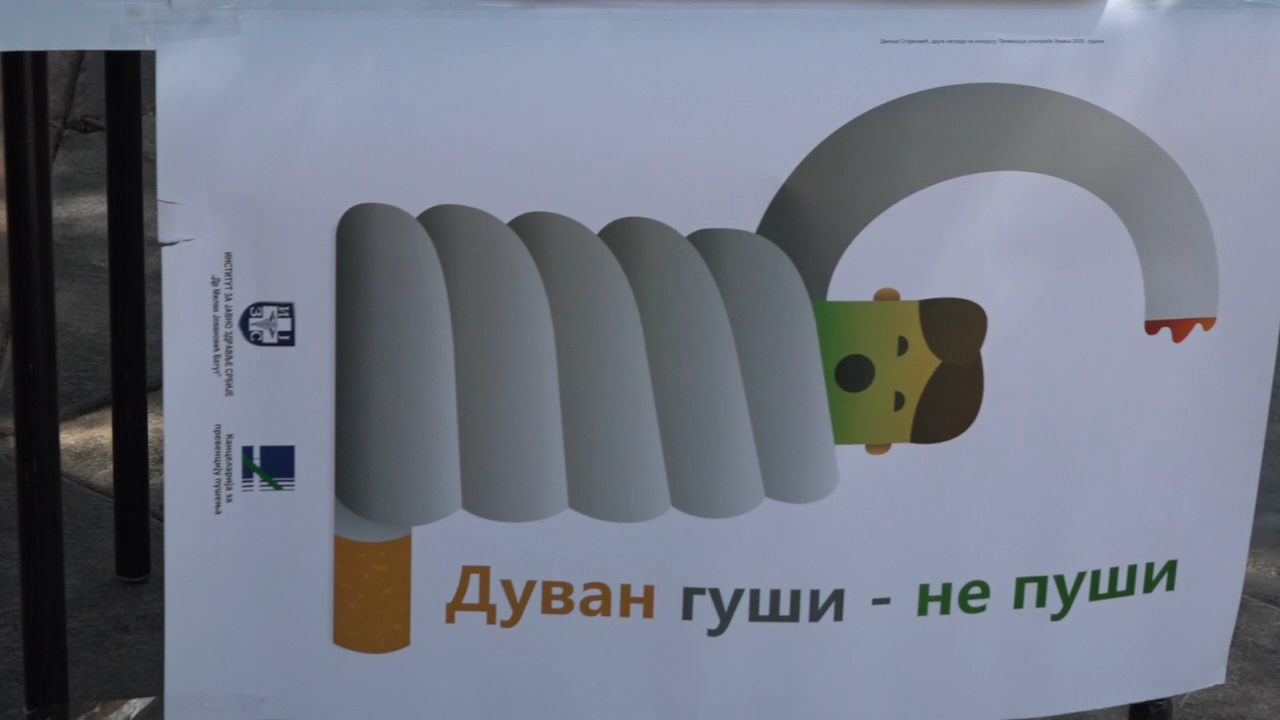 Дуван гуши - не пуши
ИНСТИТУТ ЗА ЈАВНО ЗДРАВЉЕ СРБИЈЕ
„Др Милан Јовановић Батут“
Канцеларија за
превенцију пушења